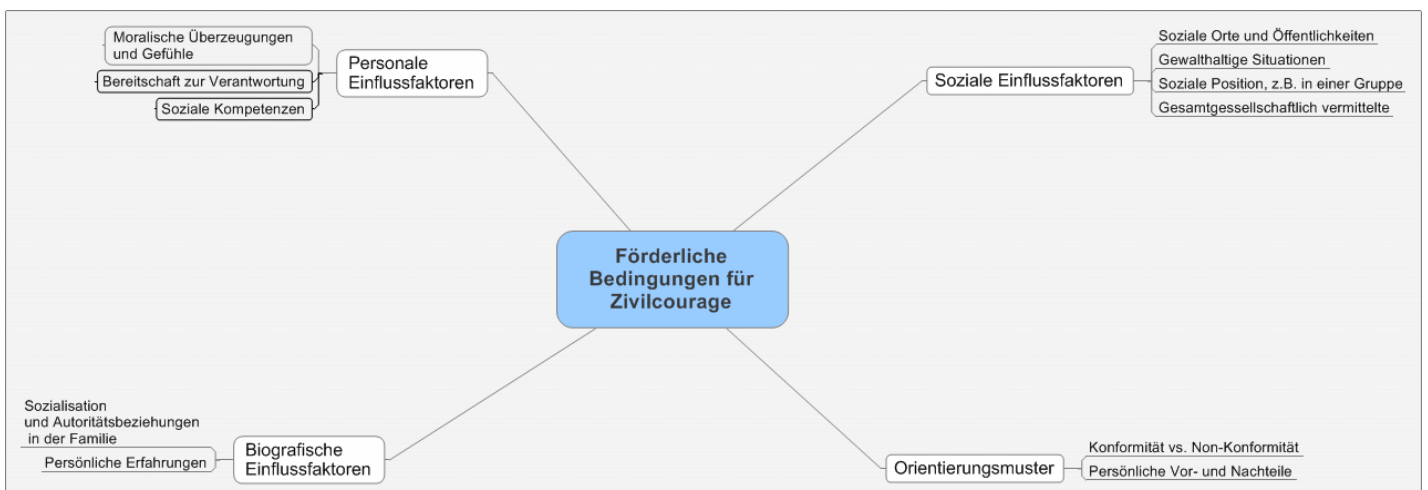 Moralische Überzeugungen
und Gefühle
Bereitschaft zur Verantwortung
Soziale Kompetenzen
Personale
Einflussfaktoren
Soziale Einflussfaktoren
Soziale Orte und Öffentlichkeiten
Gewalthaltige Situationen
Soziale Position, z.B. in einer Gruppe
Gesamtgessellschaftlich vermittelte
Förderliche
Bedingungen für
Zivilcourage
Sozialisation
und Autoritätsbeziehungen
in der Familie
Persönliche Erfahrungen
Biografische
Einflussfaktoren
Orientierungsmuster
Konformität vs. Non-Konformität
Persönliche Vor- und Nachteile